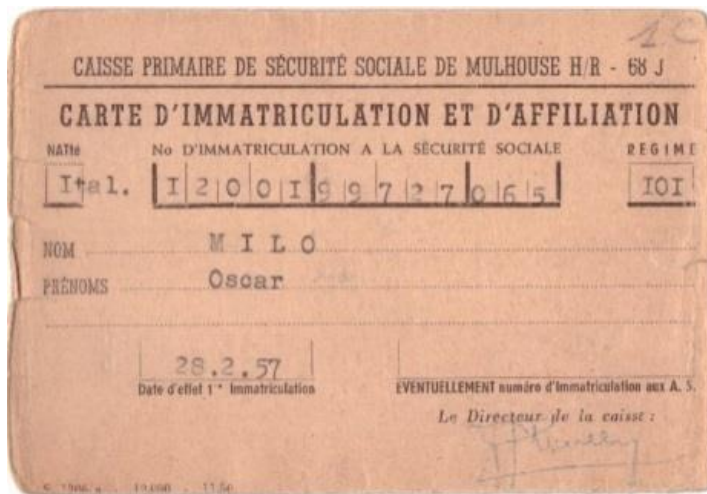 1C
CAISSE PRIMAIRE DE SÉCURITÉ SOCIALE DE MULHOUSE H/R - 68 J
CARTE D'IMMATRICULATION ET D'AFFILIATION
NATté No D'IMMATRICULATION A LA SÉCURITÉ SOCIALE REGIME
Ital. I 2 0 0 I 9 9 7 2 7 0 6 5 IOI
NOM MILO
PRÉNOMS Oscar
28.2.57
Date d'effet 1° Immatriculation EVENTUELLEMENT numéro d'Immatriculation aux A. S.
Le Directeur de la caisse :